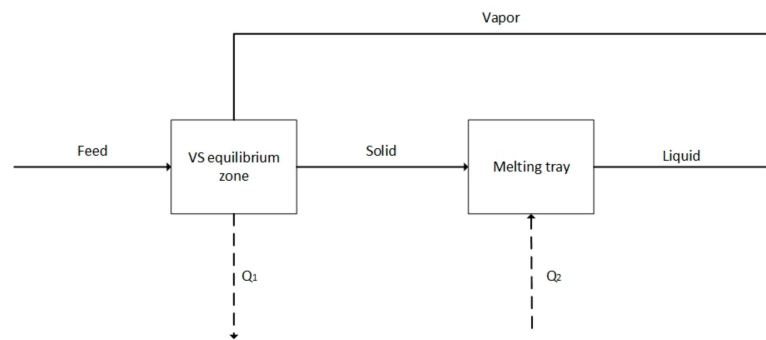 Vapor
Feed
VS equilibrium
zone
Solid
Melting tray
Liquid
Q1
Q2